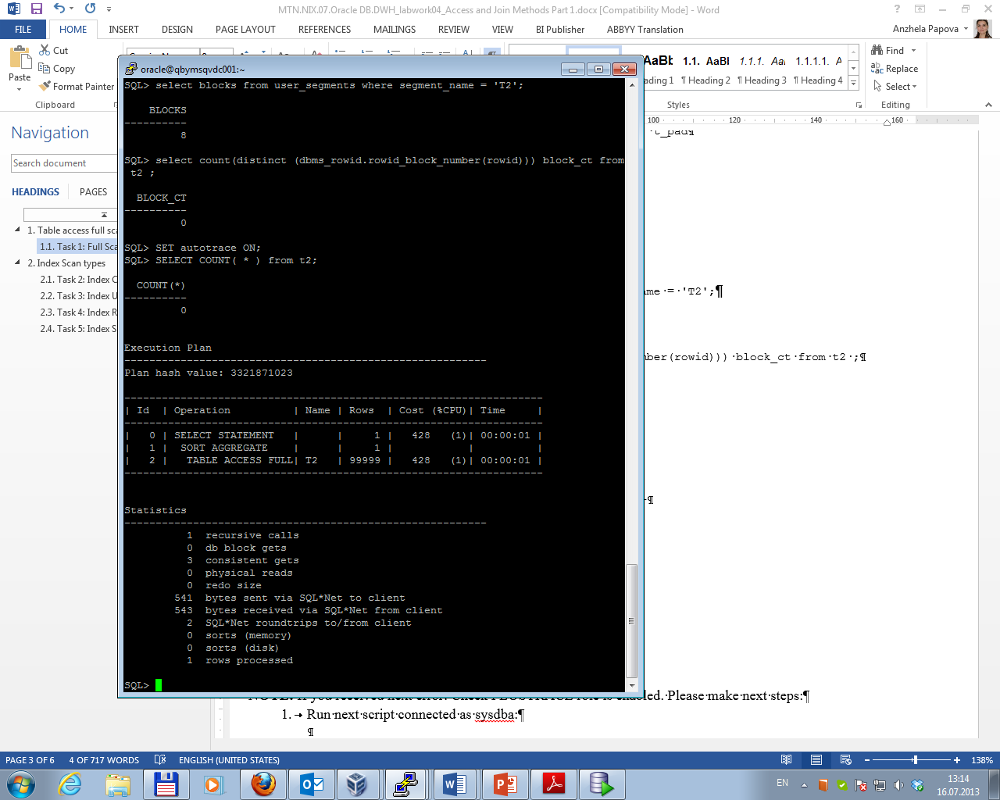 MTN.NIX.07.Oracle DB.DWH_labwork04_Access and Join Methods Part 1.docx [Compatibility Mode] - Word
FILE HOME INSERT DESIGN PAGE LAYOUT REFERENCES MAILINGS REVIEW VIEW BI Publisher ABBYY Translation Anzhela Papova
Paste
Cut
Copy
Format Painter
Clipboard
AaBb 1.1. AaBl 1.1.1. Aal 1.1.1.1. A
ading 1 ¶ Heading 2 ¶ Heading 3 ¶ Heading 4
Styles
Find
Replace
Select
Editing
100 120 140 160
Navigation
Search document
HEADINGS PAGES
1. Table access full sca
1.1. Task 1: Full Sca
2. Index Scan types
2.1. Task 2: Index C
2.2. Task 3: Index U
2.3. Task 4: Index R
2.4. Task 5: Index S
oracle@qbymsqvdc001:~
SQL> select blocks from user_segments where segment_name = 'T2';
BLOCKS
----------
8
SQL> select count(distinct (dbms_rowid.rowid_block_number(rowid))) block_ct from
t2 ;
BLOCK_CT
----------
0
SQL> SET autotrace ON;
SQL> SELECT COUNT( * ) from t2;
COUNT(*)
----------
0
Execution Plan
----------------------------------------------------------
Plan hash value: 3321871023
-------------------------------------------------------------------
| Id | Operation | Name | Rows | Cost (%CPU)| Time |
-------------------------------------------------------------------
| 0 | SELECT STATEMENT | | 1 | 428 (1)| 00:00:01 |
| 1 | SORT AGGREGATE | | 1 | | |
| 2 | TABLE ACCESS FULL| T2 | 99999 | 428 (1)| 00:00:01 |
-------------------------------------------------------------------
Statistics
----------------------------------------------------------
1 recursive calls
0 db block gets
3 consistent gets
0 physical reads
0 redo size
541 bytes sent via SQL*Net to client
543 bytes received via SQL*Net from client
2 SQL*Net roundtrips to/from client
0 sorts (memory)
0 sorts (disk)
1 rows processed
SQL>
t_pad¶
ame·=·'T2';¶
mber(rowid)))·block_ct·from·t2·;¶
¶
enabled.·Please·make·next·steps:¶
1. Run·next·script·connected·as·sysdba:¶
¶
PAGE 3 OF 6 4 OF 717 WORDS ENGLISH (UNITED STATES) 138%
EN 13:14
16.07.2013